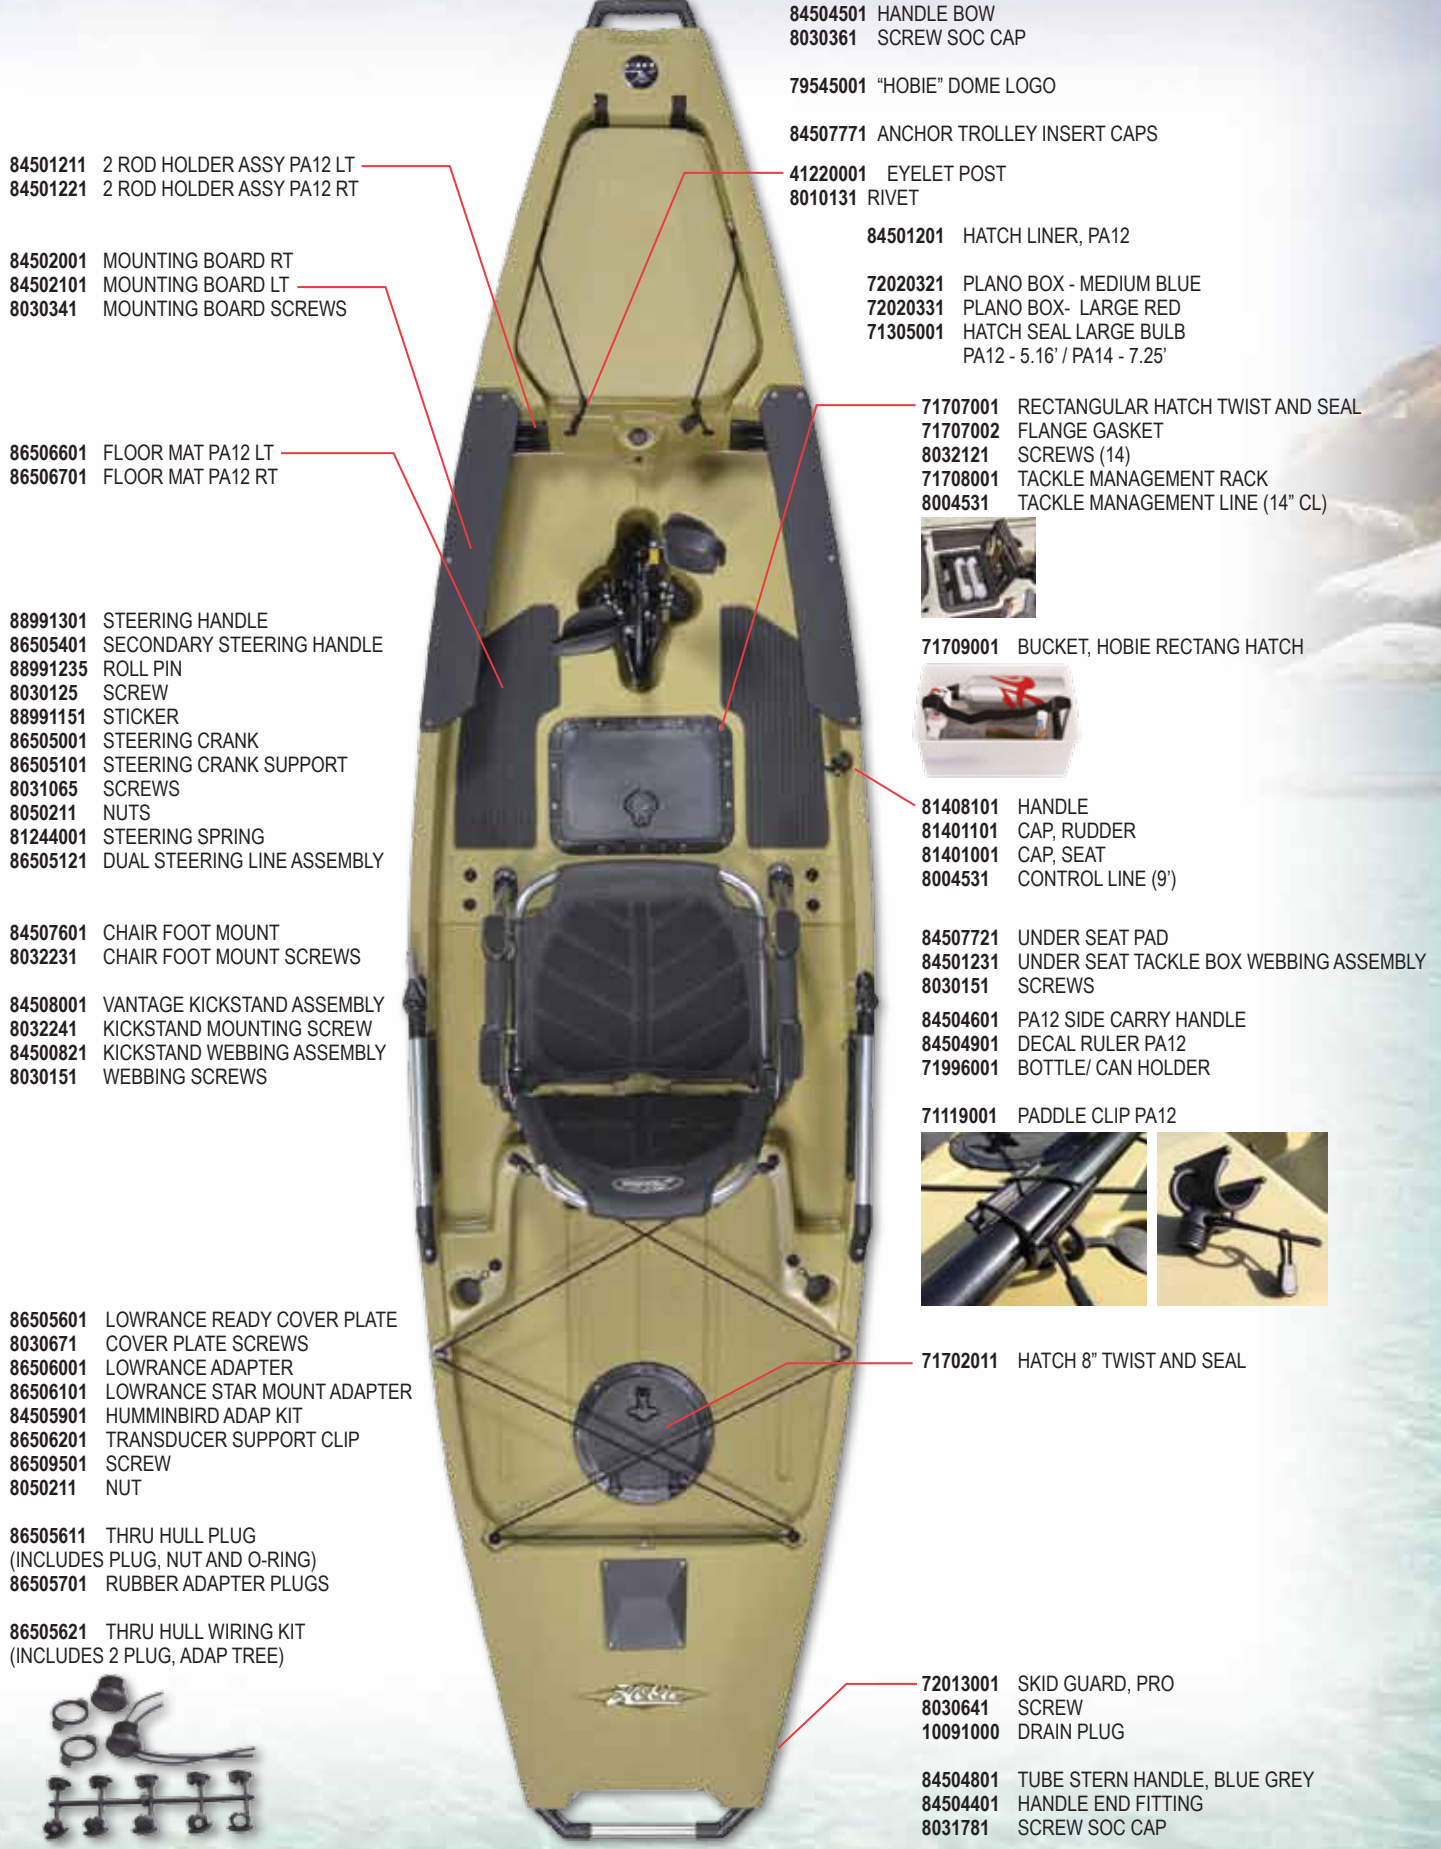 84504501 HANDLE BOW
8030361 SCREW SOC CAP
79545001 “HOBIE” DOME LOGO
84507771 ANCHOR TROLLEY INSERT CAPS
41220001 EYELET POST
8010131 RIVET
84501201 HATCH LINER, PA12
72020321 PLANO BOX - MEDIUM BLUE
72020331 PLANO BOX- LARGE RED
71305001 HATCH SEAL LARGE BULB
PA12 - 5.16’ / PA14 - 7.25’
71707001 RECTANGULAR HATCH TWIST AND SEAL
71707002 FLANGE GASKET
8032121 SCREWS (14)
71708001 TACKLE MANAGEMENT RACK
8004531 TACKLE MANAGEMENT LINE (14” CL)
71709001 BUCKET, HOBIE RECTANG HATCH
81408101 HANDLE
81401101 CAP, RUDDER
81401001 CAP, SEAT
8004531 CONTROL LINE (9’)
84507721 UNDER SEAT PAD
84501231 UNDER SEAT TACKLE BOX WEBBING ASSEMBLY
8030151 SCREWS
84504601 PA12 SIDE CARRY HANDLE
84504901 DECAL RULER PA12
71996001 BOTTLE/ CAN HOLDER
71119001 PADDLE CLIP PA12
71702011 HATCH 8” TWIST AND SEAL
72013001 SKID GUARD, PRO
8030641 SCREW
10091000 DRAIN PLUG
84504801 TUBE STERN HANDLE, BLUE GREY
84504401 HANDLE END FITTING
8031781 SCREW SOC CAP
84501211 2 ROD HOLDER ASSY PA12 LT
84501221 2 ROD HOLDER ASSY PA12 RT
84502001 MOUNTING BOARD RT
84502101 MOUNTING BOARD LT
8030341 MOUNTING BOARD SCREWS
86506601 FLOOR MAT PA12 LT
86506701 FLOOR MAT PA12 RT
88991301 STEERING HANDLE
86505401 SECONDARY STEERING HANDLE
88991235 ROLL PIN
8030125 SCREW
88991151 STICKER
86505001 STEERING CRANK
86505101 STEERING CRANK SUPPORT
8031065 SCREWS
8050211 NUTS
81244001 STEERING SPRING
86505121 DUAL STEERING LINE ASSEMBLY
84507601 CHAIR FOOT MOUNT
8032231 CHAIR FOOT MOUNT SCREWS
84508001 VANTAGE KICKSTAND ASSEMBLY
8032241 KICKSTAND MOUNTING SCREW
84500821 KICKSTAND WEBBING ASSEMBLY
8030151 WEBBING SCREWS
86505601 LOWRANCE READY COVER PLATE
8030671 COVER PLATE SCREWS
86506001 LOWRANCE ADAPTER
86506101 LOWRANCE STAR MOUNT ADAPTER
84505901 HUMMINBIRD ADAP KIT
86506201 TRANSDUCER SUPPORT CLIP
86509501 SCREW
8050211 NUT
86505611 THRU HULL PLUG
(INCLUDES PLUG, NUT AND O-RING)
86505701 RUBBER ADAPTER PLUGS
86505621 THRU HULL WIRING KIT
(INCLUDES 2 PLUG, ADAP TREE)
Hobie